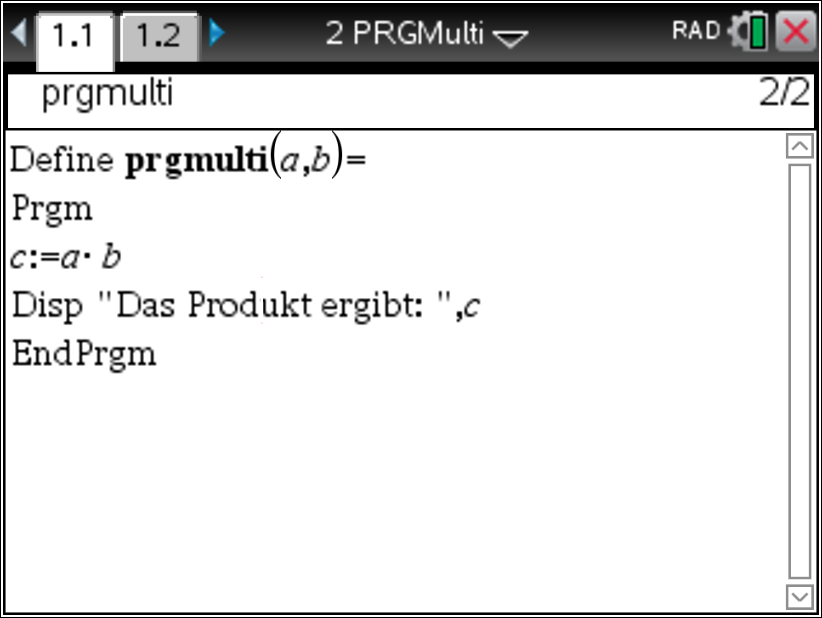 1.1 1.2 2 PRGMulti RAD
prgmulti 2/2
Define prgmulti(a,b)=
Prgm
c:=a· b
Disp "Das Produkt ergibt: ",c
EndPrgm